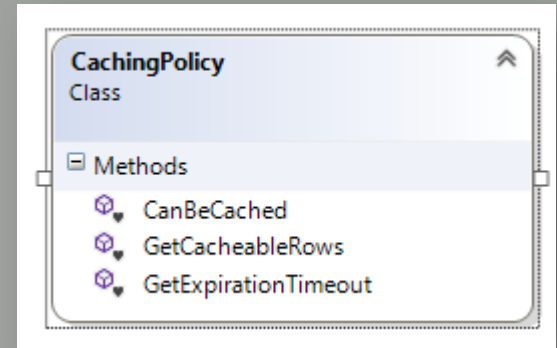 CachingPolicy
Class
Methods
CanBeCached
GetCacheableRows
GetExpirationTimeout